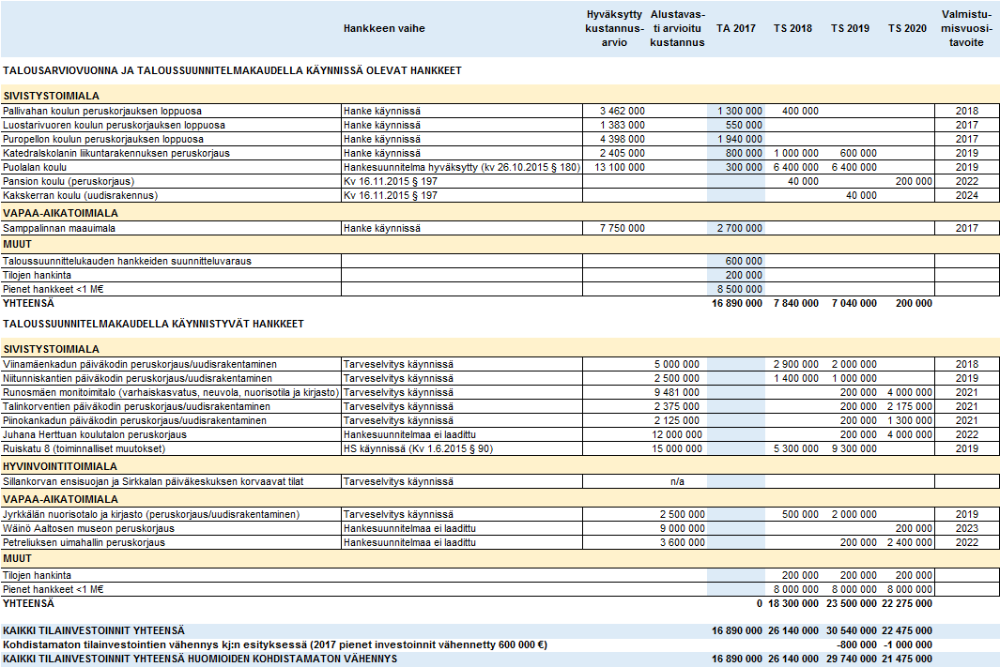 Hankkeen vaihe Hyväksytty kustannus-arvio Alustavas-ti arvioitu kustannus TA 2017 TS 2018 TS 2019 TS 2020 Valmistu-misvuosi-tavoite
TALOUSARVIOVUONNA JA TALOUSSUUNNITELMAKAUDELLA KÄYNNISSÄ OLEVAT HANKKEET
SIVISTYSTOIMIALA
Pallivahan koulun peruskorjauksen loppuosa Hanke käynnissä 3 462 000 1 300 000 400 000 2018
Luostarivuoren koulun peruskorjauksen loppuosa Hanke käynnissä 1 383 000 550 000 2017
Puropellon koulun peruskorjauksen loppuosa Hanke käynnissä 4 398 000 1 940 000 2017
Katedralskolanin liikuntarakennuksen peruskorjaus Hanke käynnissä 2 405 000 800 000 1 000 000 600 000 2019
Puolalan koulu Hankesuunnitelma hyväksytty (kv 26.10.2015 § 180) 13 100 000 300 000 6 400 000 6 400 000 2019
Pansion koulu (peruskorjaus) Kv 16.11.2015 § 197 40 000 200 000 2022
Kakskerran koulu (uudisrakennus) Kv 16.11.2015 § 197 40 000 2024
VAPAA-AIKATOIMIALA
Samppalinnan maauimala Hanke käynnissä 7 750 000 2 700 000 2017
MUUT
Taloussuunnittelukauden hankkeiden suunnitteluvaraus 600 000
Tilojen hankinta 200 000
Pienet hankkeet <1 M€ 8 500 000
YHTEENSÄ 16 890 000 7 840 000 7 040 000 200 000
TALOUSSUUNNITELMAKAUDELLA KÄYNNISTYVÄT HANKKEET
SIVISTYSTOIMIALA
Viinamäenkadun päiväkodin peruskorjaus/uudisrakentaminen Tarveselvitys käynnissä 5 000 000 2 900 000 2 000 000 2018
Niitunniskantien päiväkodin peruskorjaus/uudisrakentaminen Tarveselvitys käynnissä 2 500 000 1 400 000 1 000 000 2019
Runosmäen monitoimitalo (varhaiskasvatus, neuvola, nuorisotila ja kirjasto) Tarveselvitys käynnissä 9 481 000 200 000 4 000 000 2021
Talinkorventien päiväkodin peruskorjaus/uudisrakentaminen Tarveselvitys käynnissä 2 375 000 200 000 2 175 000 2021
Piinokankadun päiväkodin peruskorjaus/uudisrakentaminen Tarveselvitys käynnissä 2 125 000 200 000 1 300 000 2021
Juhana Herttuan koulutalon peruskorjaus Hankesuunnitelmaa ei laadittu 12 000 000 200 000 4 000 000 2022
Ruiskatu 8 (toiminnalliset muutokset) HS käynnissä (Kv 1.6.2015 § 90) 15 000 000 5 300 000 9 300 000 2019
HYVINVOINTITOIMIALA
Sillankorvan ensisuojan ja Sirkkalan päiväkeskuksen korvaavat tilat Tarveselvitys käynnissä n/a
VAPAA-AIKATOIMIALA
Jyrkkälän nuorisotalo ja kirjasto (peruskorjaus/uudisrakentaminen) Tarveselvitys käynnissä 2 500 000 500 000 2 000 000 2019
Wäinö Aaltosen museon peruskorjaus Hankesuunnitelmaa ei laadittu 9 000 000 200 000 2023
Petreliuksen uimahallin peruskorjaus Hankesuunnitelmaa ei laadittu 3 600 000 200 000 2 400 000 2022
MUUT
Tilojen hankinta 200 000 200 000 200 000
Pienet hankkeet <1 M€ 8 000 000 8 000 000 8 000 000
YHTEENSÄ 0 18 300 000 23 500 000 22 275 000
KAIKKI TILAINVESTOINNIT YHTEENSÄ 16 890 000 26 140 000 30 540 000 22 475 000
Kohdistamaton tilainvestointien vähennys kj:n esityksessä (2017 pienet investoinnit vähennetty 600 000 €) -800 000 -1 000 000
KAIKKI TILAINVESTOINNIT YHTEENSÄ HUOMIOIDEN KOHDISTAMATON VÄHENNYS 16 890 000 26 140 000 29 740 000 21 475 000